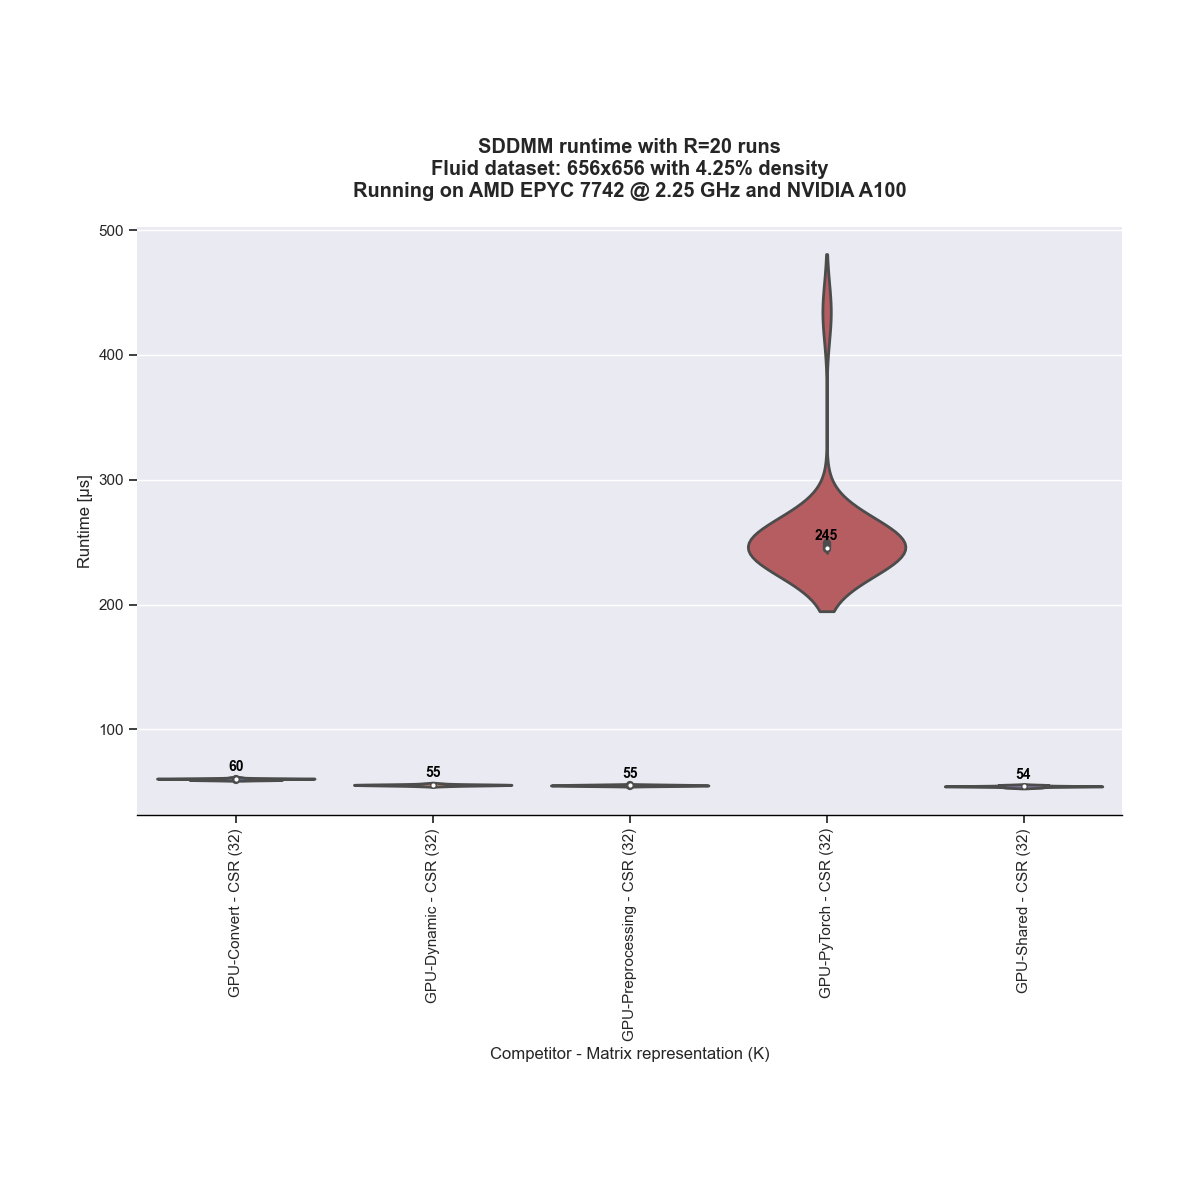 SDDMM runtime with R=20 runs
Fluid dataset: 656x656 with 4.25% density
Running on AMD EPYC 7742 @ 2.25 GHz and NVIDIA A100
Runtime [µs]
500
400
300
200
100
60
55
55
245
54
GPU-Convert - CSR (32)
GPU-Dynamic - CSR (32)
GPU-Preprocessing - CSR (32)
GPU-PyTorch - CSR (32)
GPU-Shared - CSR (32)
Competitor - Matrix representation (K)